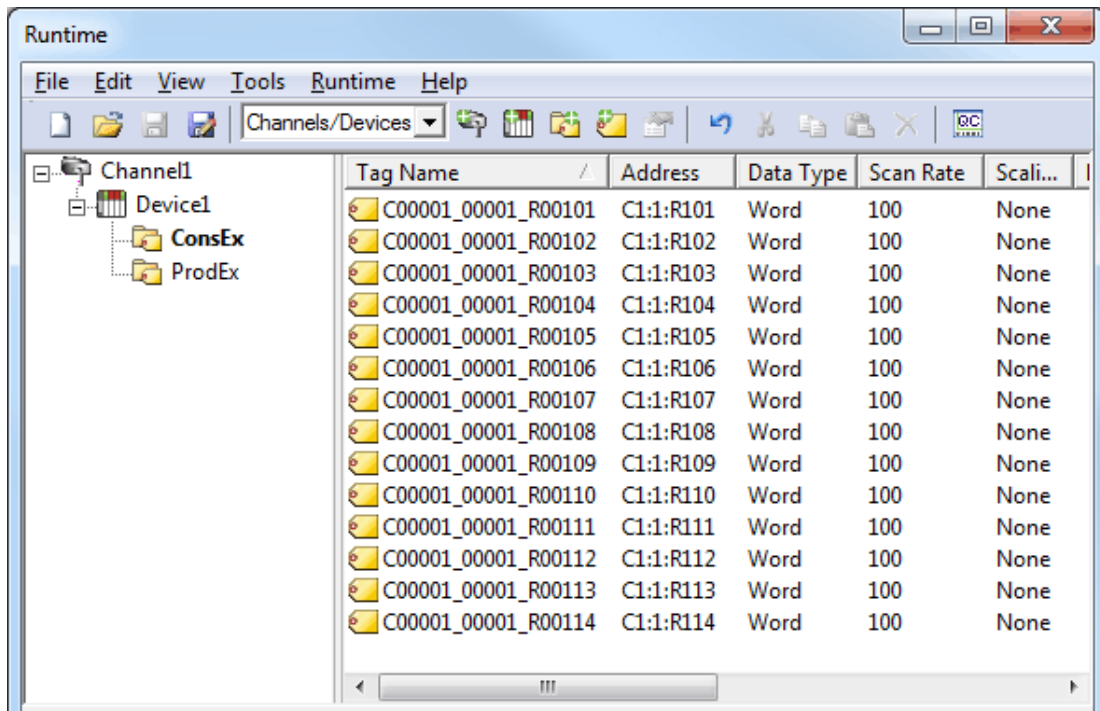 Runtime
File Edit View Tools Runtime Help
Channels/Devices QC
Channel1
Device1
ConsEx
ProdEx
Tag Name Address Data Type Scan Rate Scali...
C00001_00001_R00101 C1:1:R101 Word 100 None
C00001_00001_R00102 C1:1:R102 Word 100 None
C00001_00001_R00103 C1:1:R103 Word 100 None
C00001_00001_R00104 C1:1:R104 Word 100 None
C00001_00001_R00105 C1:1:R105 Word 100 None
C00001_00001_R00106 C1:1:R106 Word 100 None
C00001_00001_R00107 C1:1:R107 Word 100 None
C00001_00001_R00108 C1:1:R108 Word 100 None
C00001_00001_R00109 C1:1:R109 Word 100 None
C00001_00001_R00110 C1:1:R110 Word 100 None
C00001_00001_R00111 C1:1:R111 Word 100 None
C00001_00001_R00112 C1:1:R112 Word 100 None
C00001_00001_R00113 C1:1:R113 Word 100 None
C00001_00001_R00114 C1:1:R114 Word 100 None